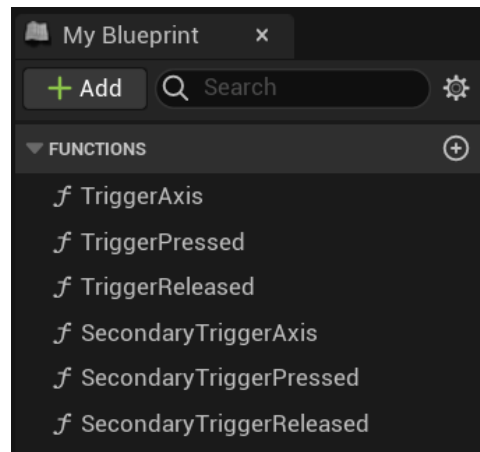 My Blueprint
Add
Search
FUNCTIONS
TriggerAxis
TriggerPressed
TriggerReleased
SecondaryTriggerAxis
SecondaryTriggerPressed
SecondaryTriggerReleased